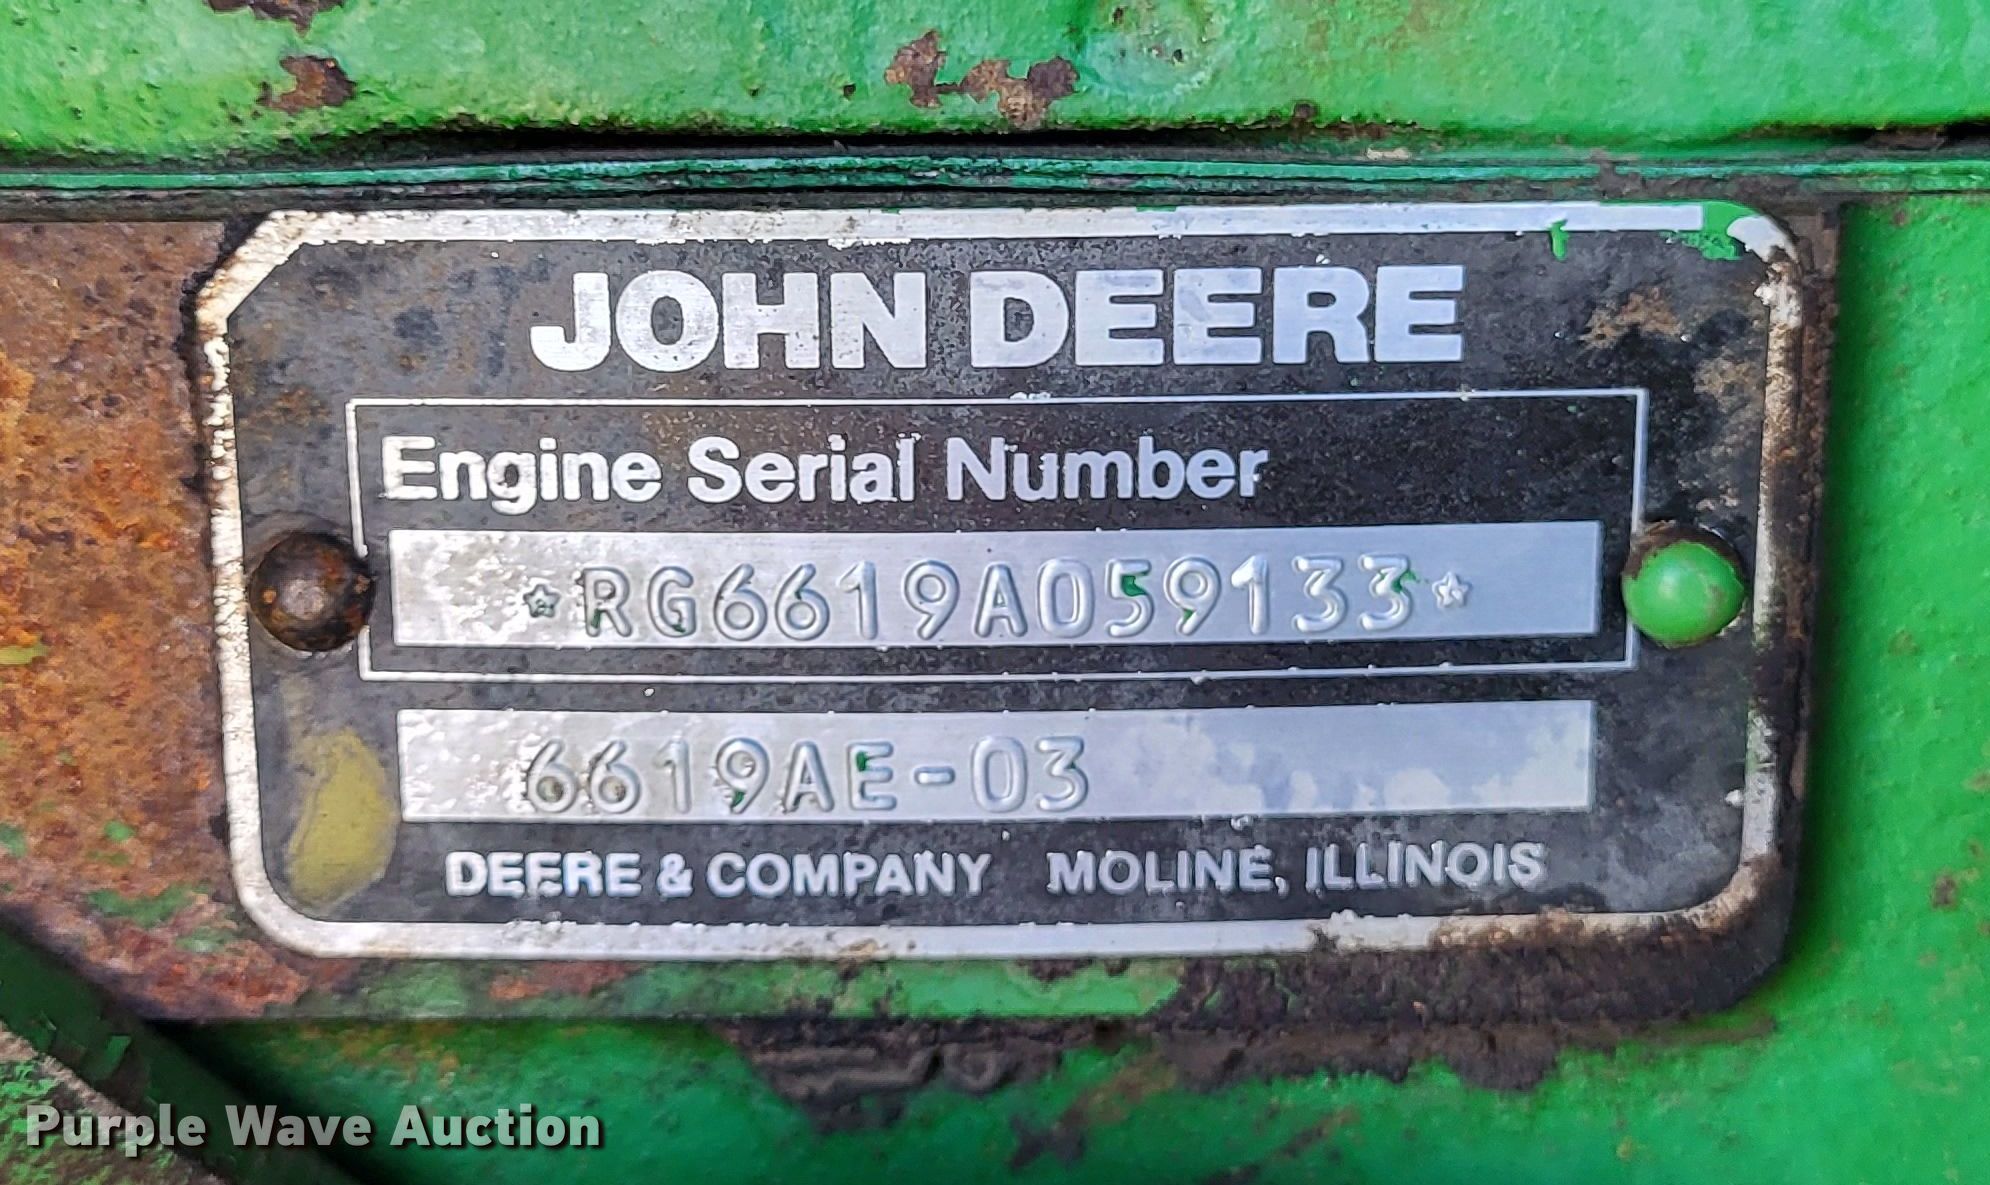 JOHN DEERE
Engine Serial Number
*RG6619A059133*
6619AE-03
DEERE & COMPANY MOLINE, ILLINOIS
Purple Wave Auction